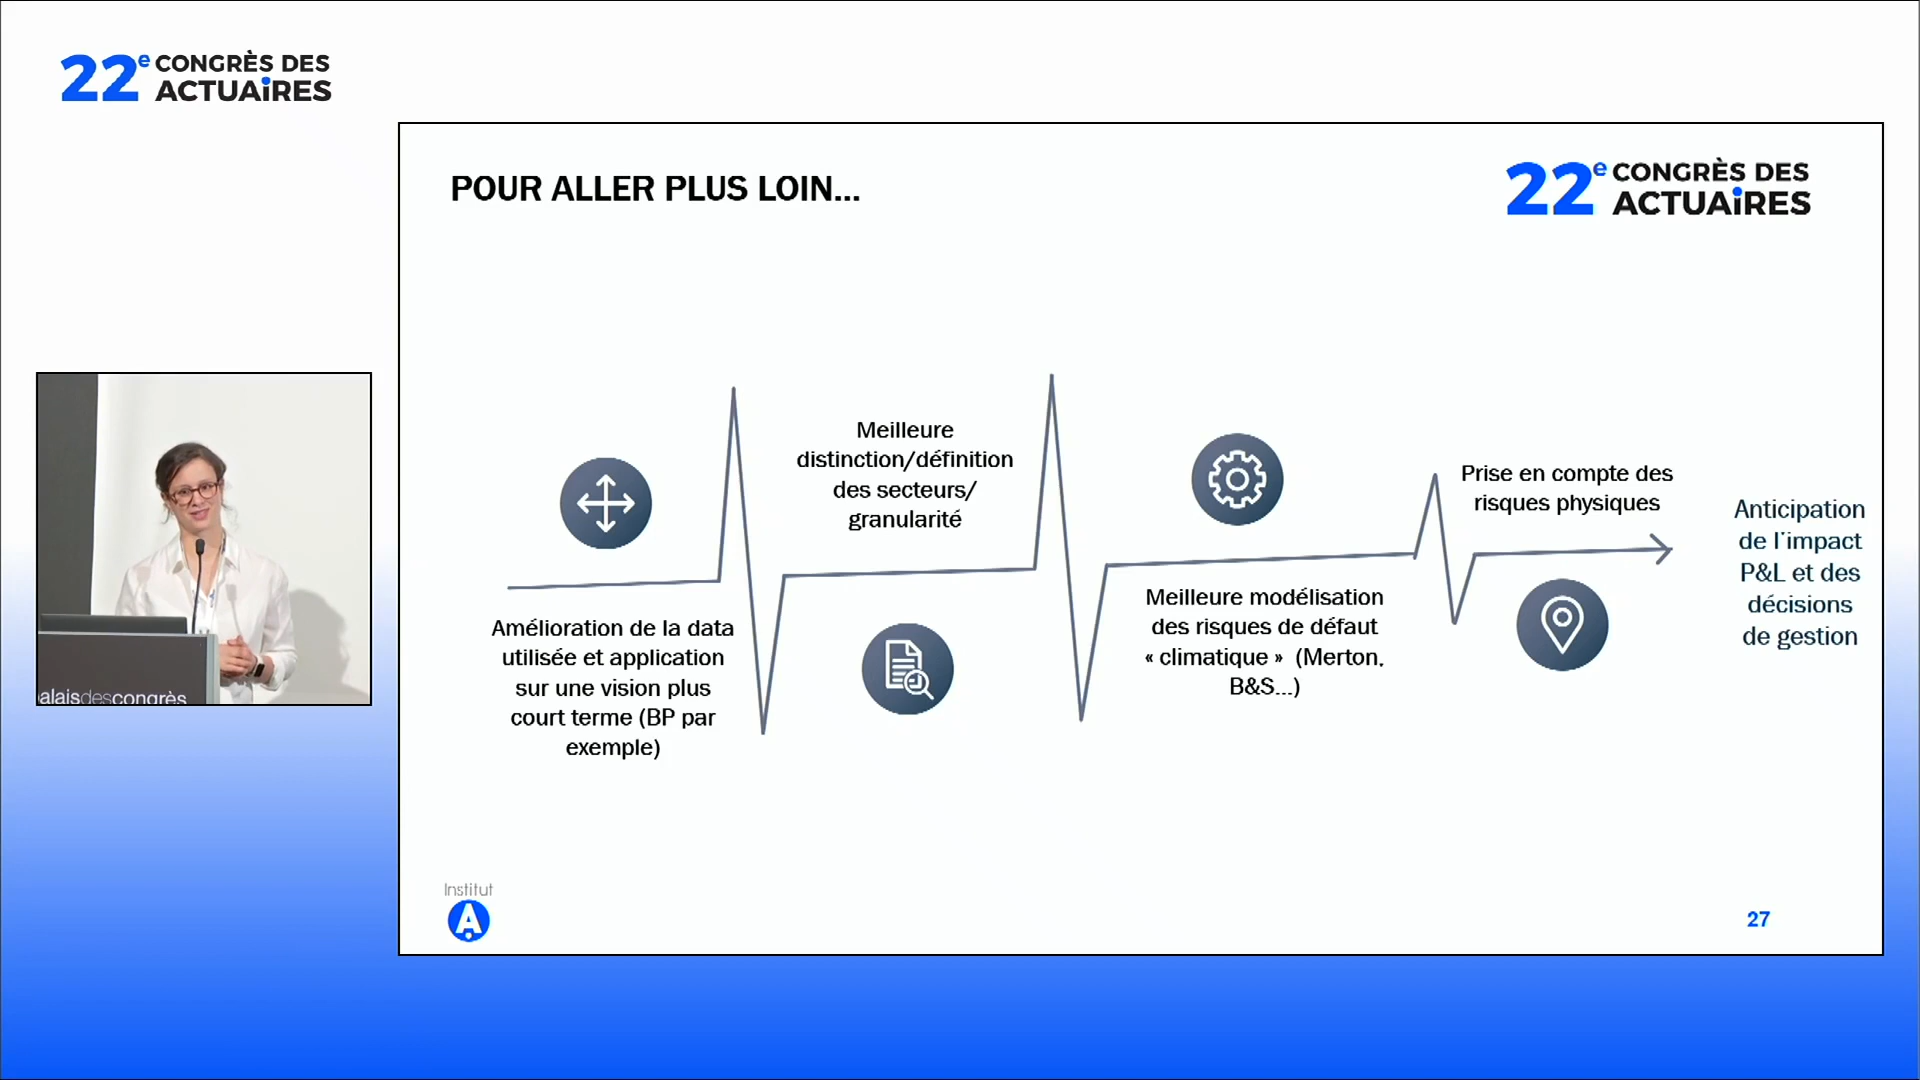 22e CONGRÈS DES
ACTUAiRES
POUR ALLER PLUS LOIN...
22e CONGRÈS DES
ACTUAiRES
Amélioration de la data
utilisée et application
sur une vision plus
court terme (BP par
exemple)
Meilleure
distinction/définition
des secteurs/
granularité
Meilleure modélisation
des risques de défaut
« climatique » (Merton,
B&S...)
Prise en compte des
risques physiques
Anticipation
de l'impact
P&L et des
décisions
de gestion
alaisdescongrès
Institut
A
27